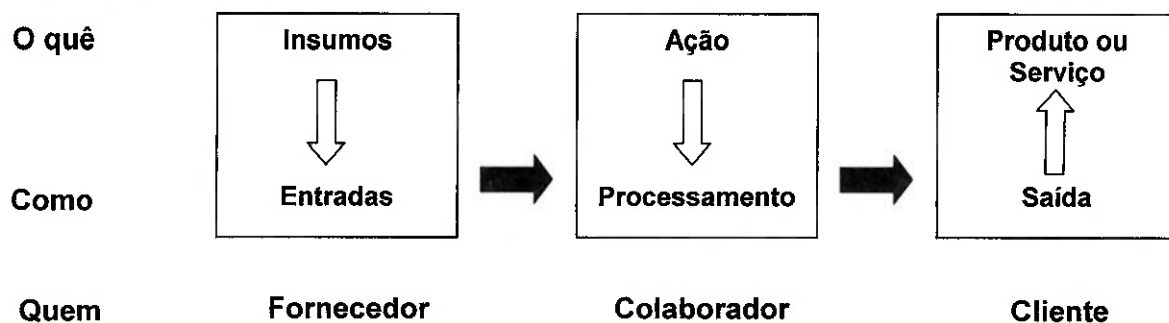 O quê
Insumos
Ação
Produto ou
Serviço
Como
Entradas
Processamento
Saída
Quem
Fornecedor
Colaborador
Cliente